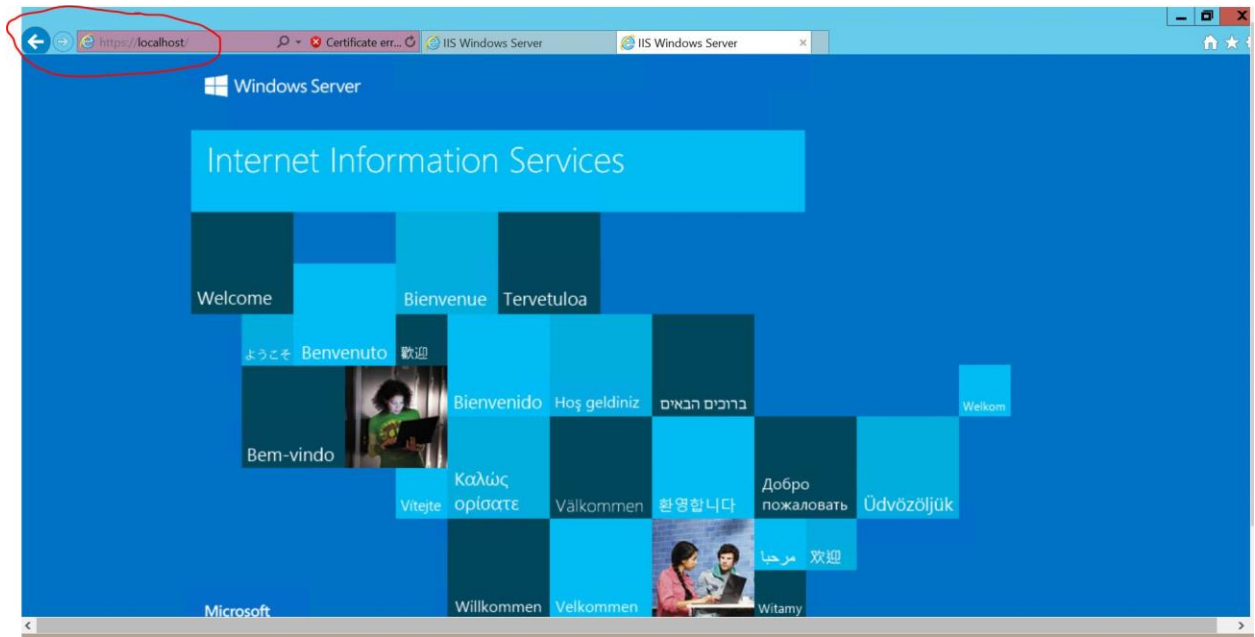 https://localhost/
Certificate err...
IIS Windows Server
IIS Windows Server
Windows Server
Internet Information Services
Welcome
Bienvenue
Tervetuloa
ようこそ
Benvenuto
歡迎
Bienvenido
Hoş geldiniz
ברוכים הבאים
Welkom
Bem-vindo
Vítejte
Καλώς
ορίσατε
Välkommen
환영합니다
Добро
пожаловать
Üdvözöljük
مرحبا
欢迎
Microsoft
Willkommen
Velkommen
Witamy